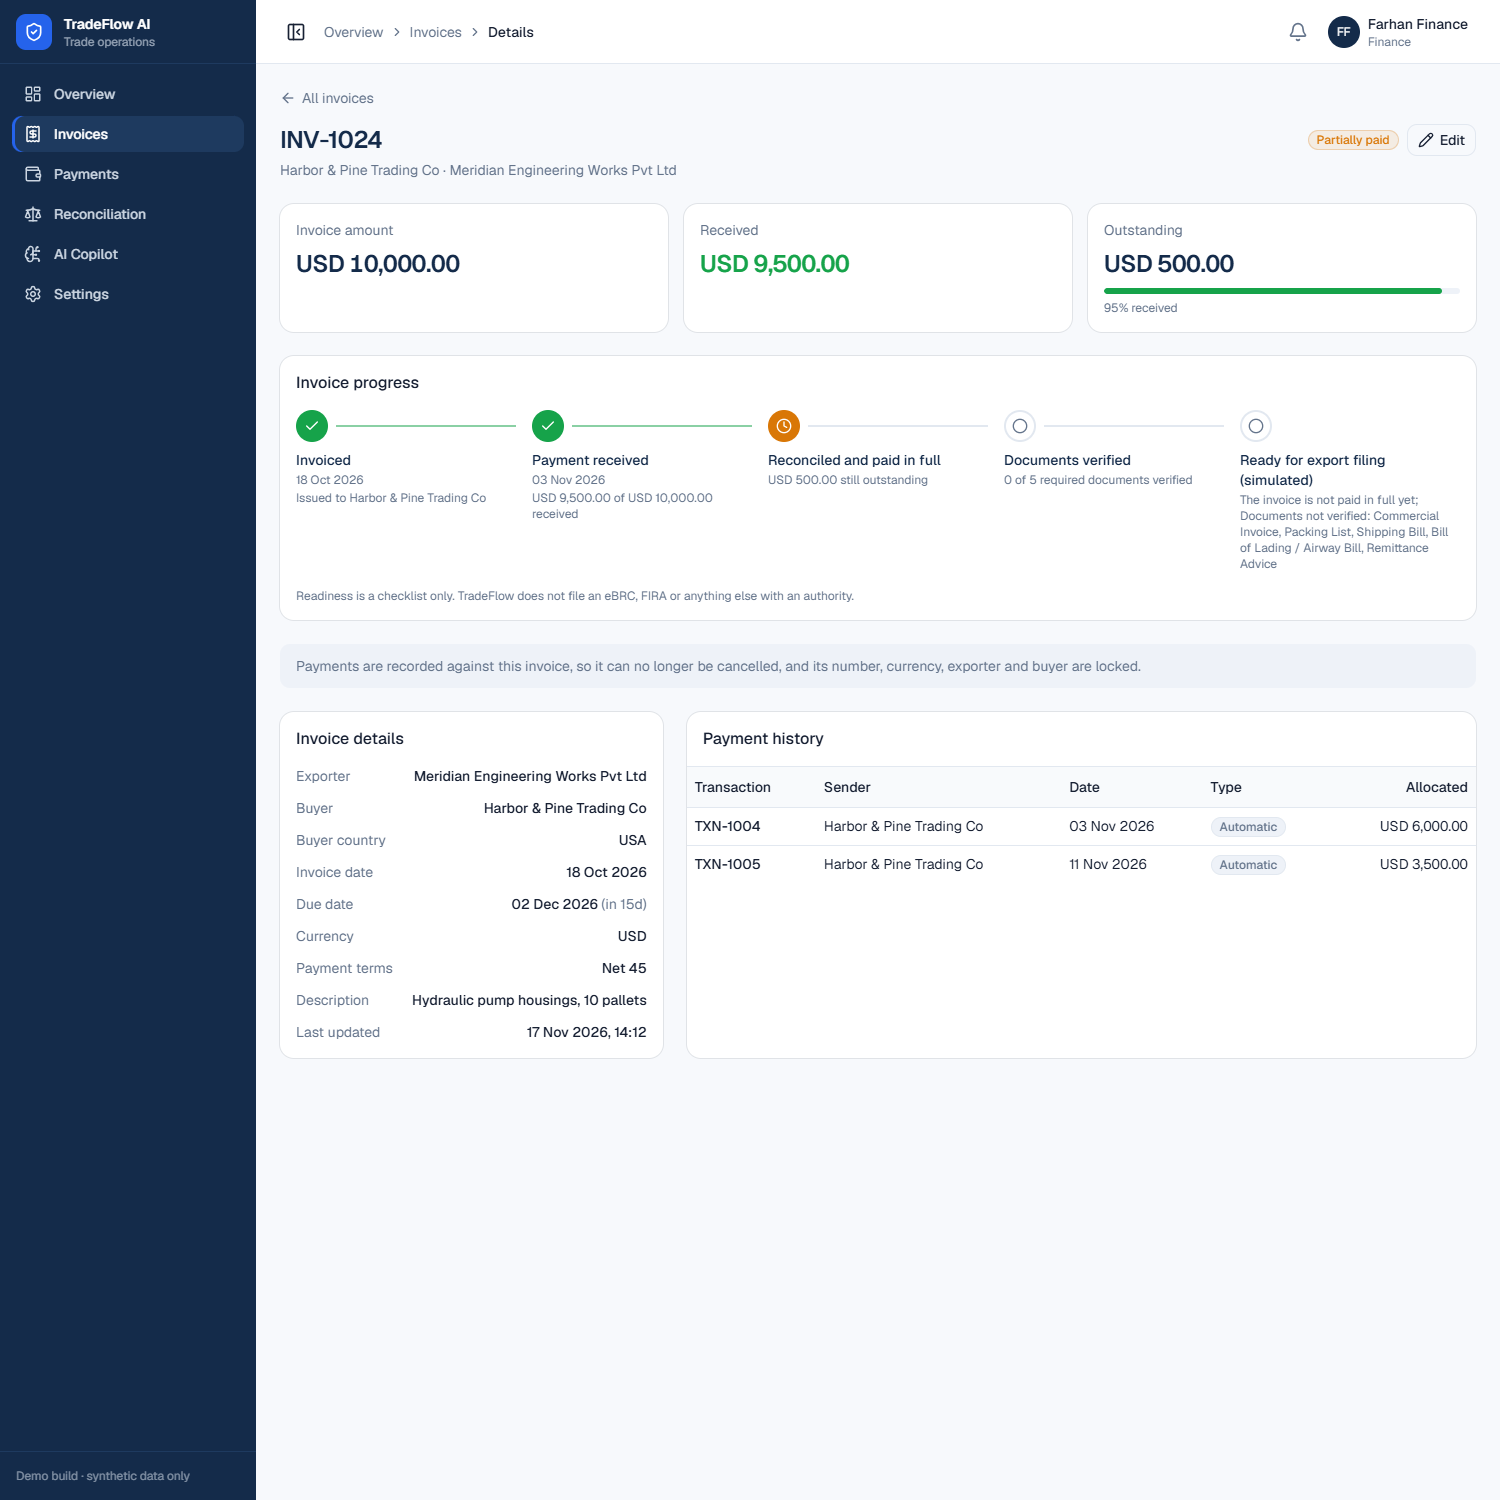 TradeFlow AI
Trade operations
Overview
Invoices
Payments
Reconciliation
AI Copilot
Settings
Demo build · synthetic data only
Overview > Invoices > Details
FF
Farhan Finance
Finance
← All invoices
INV-1024
Harbor & Pine Trading Co · Meridian Engineering Works Pvt Ltd
Partially paid
Edit
Invoice amount
USD 10,000.00
Received
USD 9,500.00
Outstanding
USD 500.00
95% received
Invoice progress
Invoiced
18 Oct 2026
Issued to Harbor & Pine Trading Co
Payment received
03 Nov 2026
USD 9,500.00 of USD 10,000.00
received
Reconciled and paid in full
USD 500.00 still outstanding
Documents verified
0 of 5 required documents verified
Ready for export filing
(simulated)
The invoice is not paid in full yet;
Documents not verified: Commercial
Invoice, Packing List, Shipping Bill, Bill
of Lading / Airway Bill, Remittance
Advice
Readiness is a checklist only. TradeFlow does not file an eBRC, FIRA or anything else with an authority.
Payments are recorded against this invoice, so it can no longer be cancelled, and its number, currency, exporter and buyer are locked.
Invoice details
Exporter Meridian Engineering Works Pvt Ltd
Buyer Harbor & Pine Trading Co
Buyer country USA
Invoice date 18 Oct 2026
Due date 02 Dec 2026 (in 15d)
Currency USD
Payment terms Net 45
Description Hydraulic pump housings, 10 pallets
Last updated 17 Nov 2026, 14:12
Payment history
Transaction Sender Date Type Allocated
TXN-1004 Harbor & Pine Trading Co 03 Nov 2026 Automatic USD 6,000.00
TXN-1005 Harbor & Pine Trading Co 11 Nov 2026 Automatic USD 3,500.00